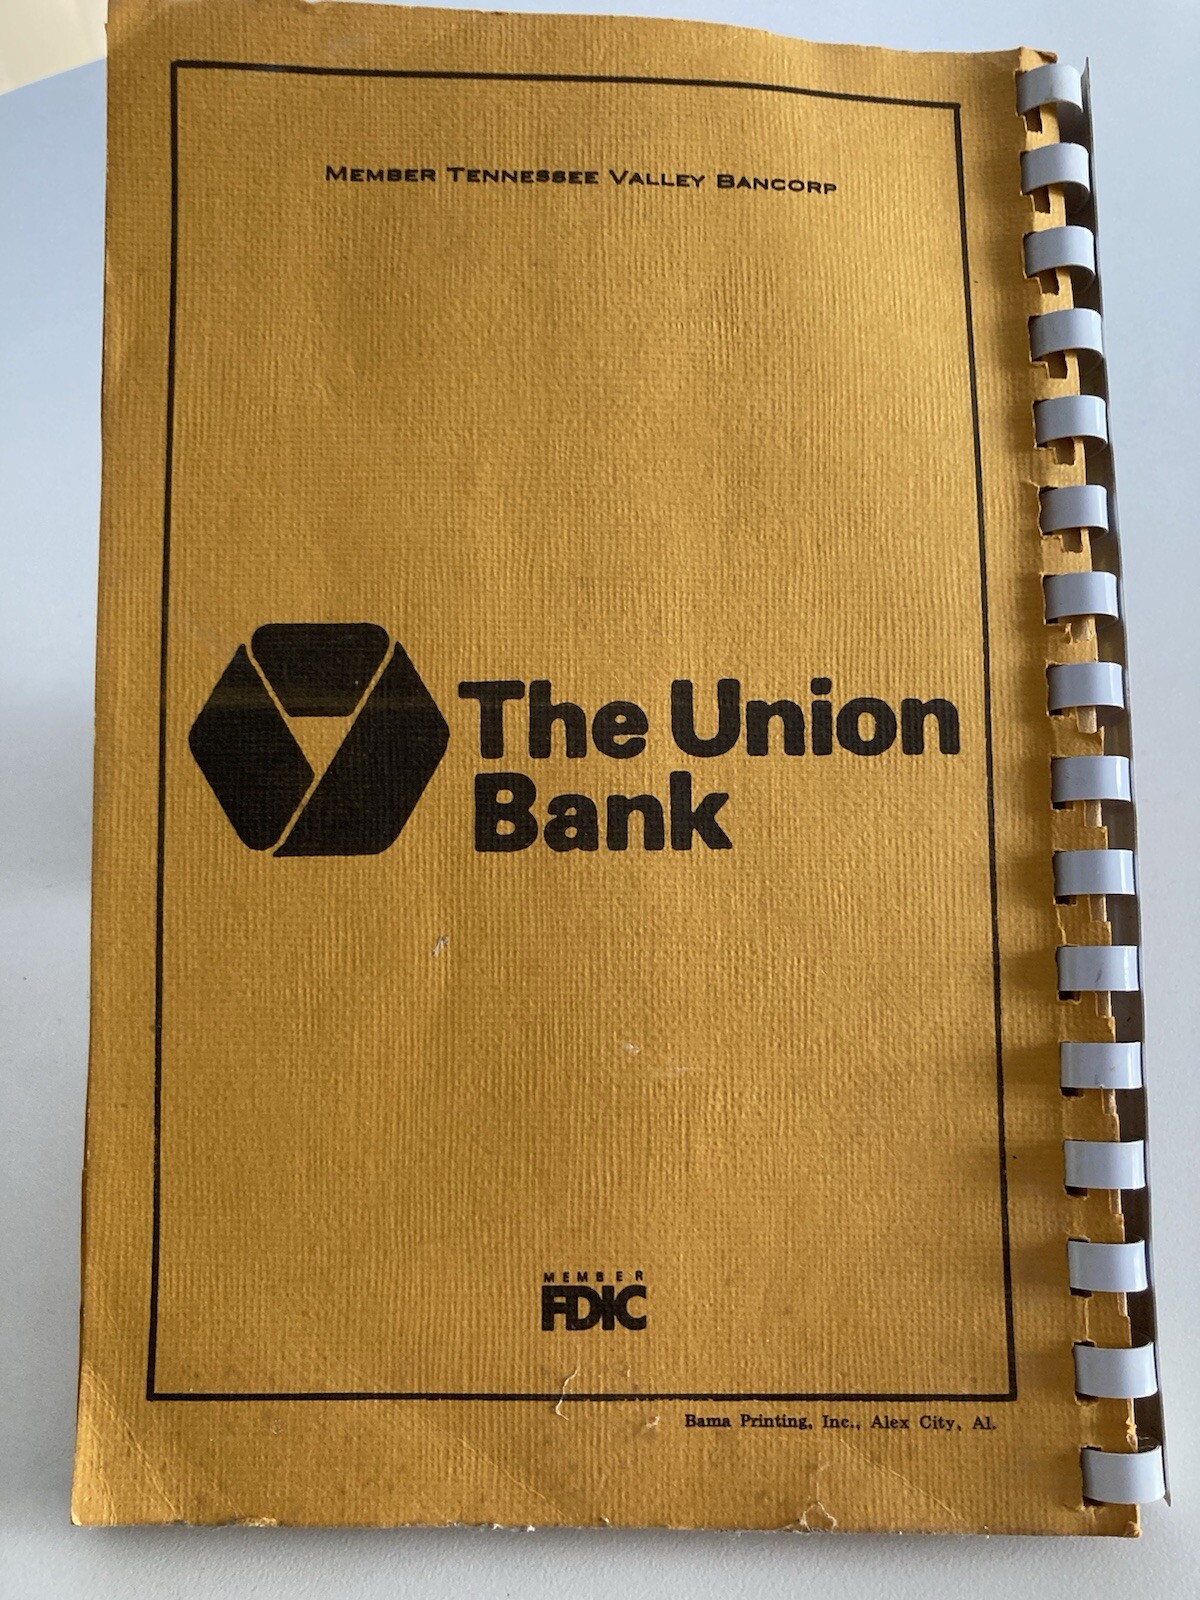 Member Tennessee Valley Bancorp
The Union
Bank
MEMBER
FDIC
Bama Printing, Inc., Alex City, Al.